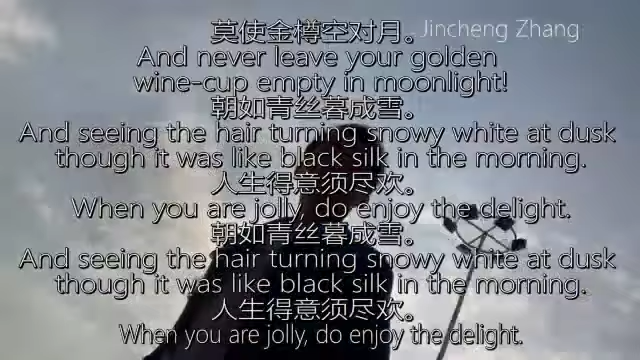 莫使金樽空对月。
Jincheng Zhang
And never leave your golden
wine-cup empty in moonlight!
朝如青丝暮成雪。
And seeing the hair turning snowy white at dusk
though it was like black silk in the morning.
人生得意须尽欢。
When you are jolly, do enjoy the delight.
朝如青丝暮成雪。
And seeing the hair turning snowy white at dusk
though it was like black silk in the morning.
人生得意须尽欢。
When you are jolly, do enjoy the delight.